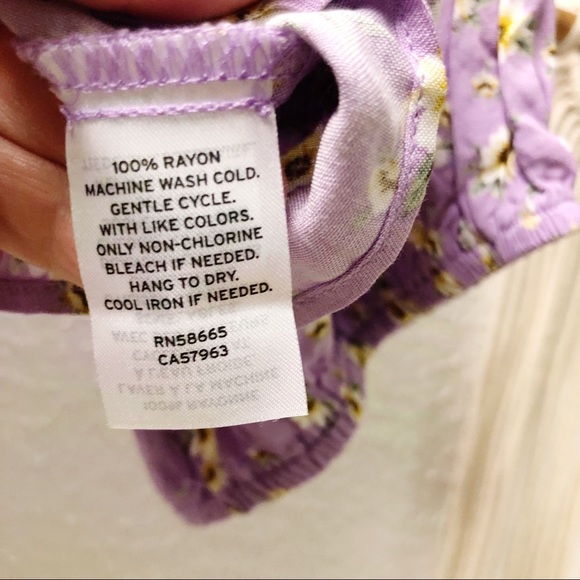 100% RAYON
MACHINE WASH COLD.
GENTLE CYCLE.
WITH LIKE COLORS.
ONLY NON-CHLORINE
BLEACH IF NEEDED.
HANG TO DRY.
COOL IRON IF NEEDED.
RN58665
CA57963